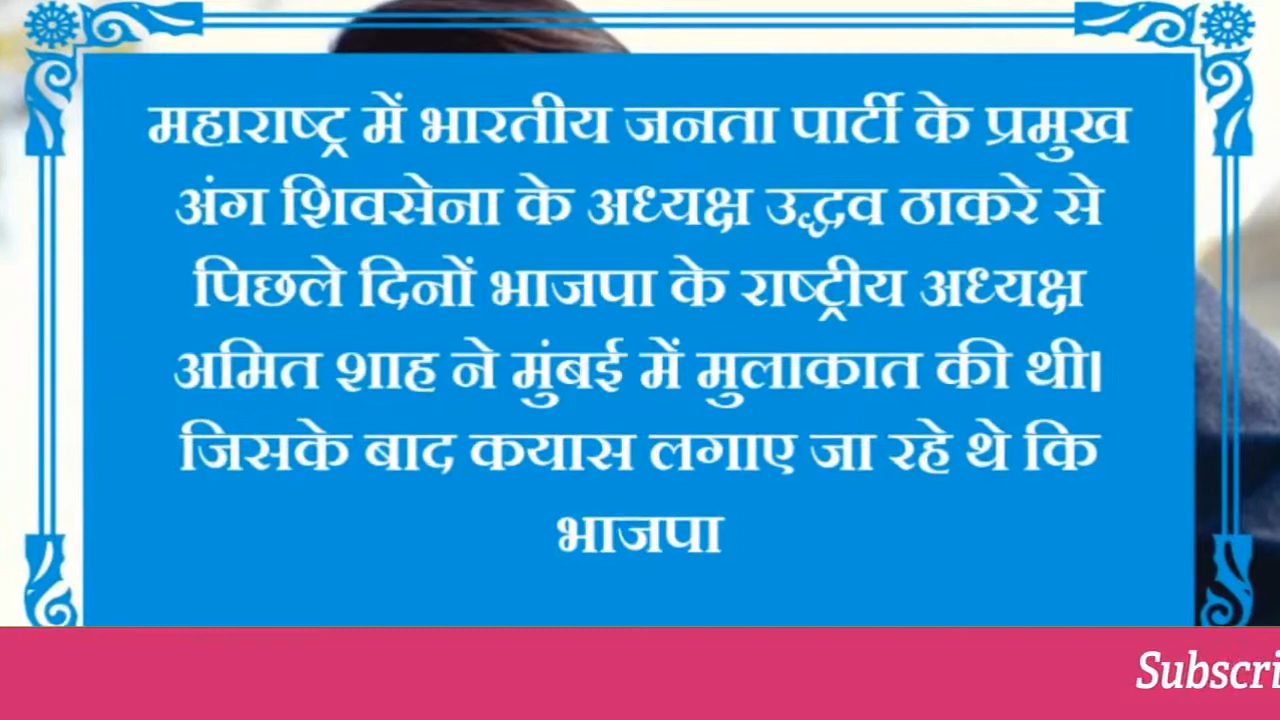 महाराष्ट्र में भारतीय जनता पार्टी के प्रमुख
अंग शिवसेना के अध्यक्ष उद्धव ठाकरे से
पिछले दिनों भाजपा के राष्ट्रीय अध्यक्ष
अमित शाह ने मुंबई में मुलाकात की थी।
जिसके बाद कयास लगाए जा रहे थे कि
भाजपा
Subscri